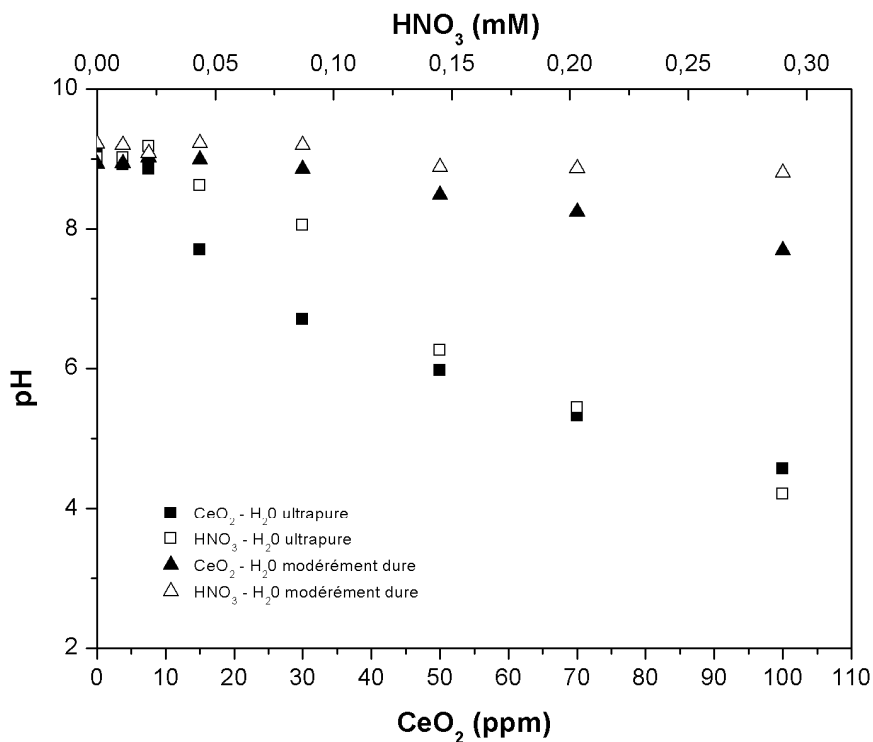 HNO₃ (mM)
0,00 0,05 0,10 0,15 0,20 0,25 0,30
10
8
6
4
2
pH
CeO₂ - H₂0 ultrapure
HNO₃ - H₂0 ultrapure
CeO₂ - H₂0 modérément dure
HNO₃ - H₂0 modérément dure
0 10 20 30 40 50 60 70 80 90 100 110
CeO₂ (ppm)